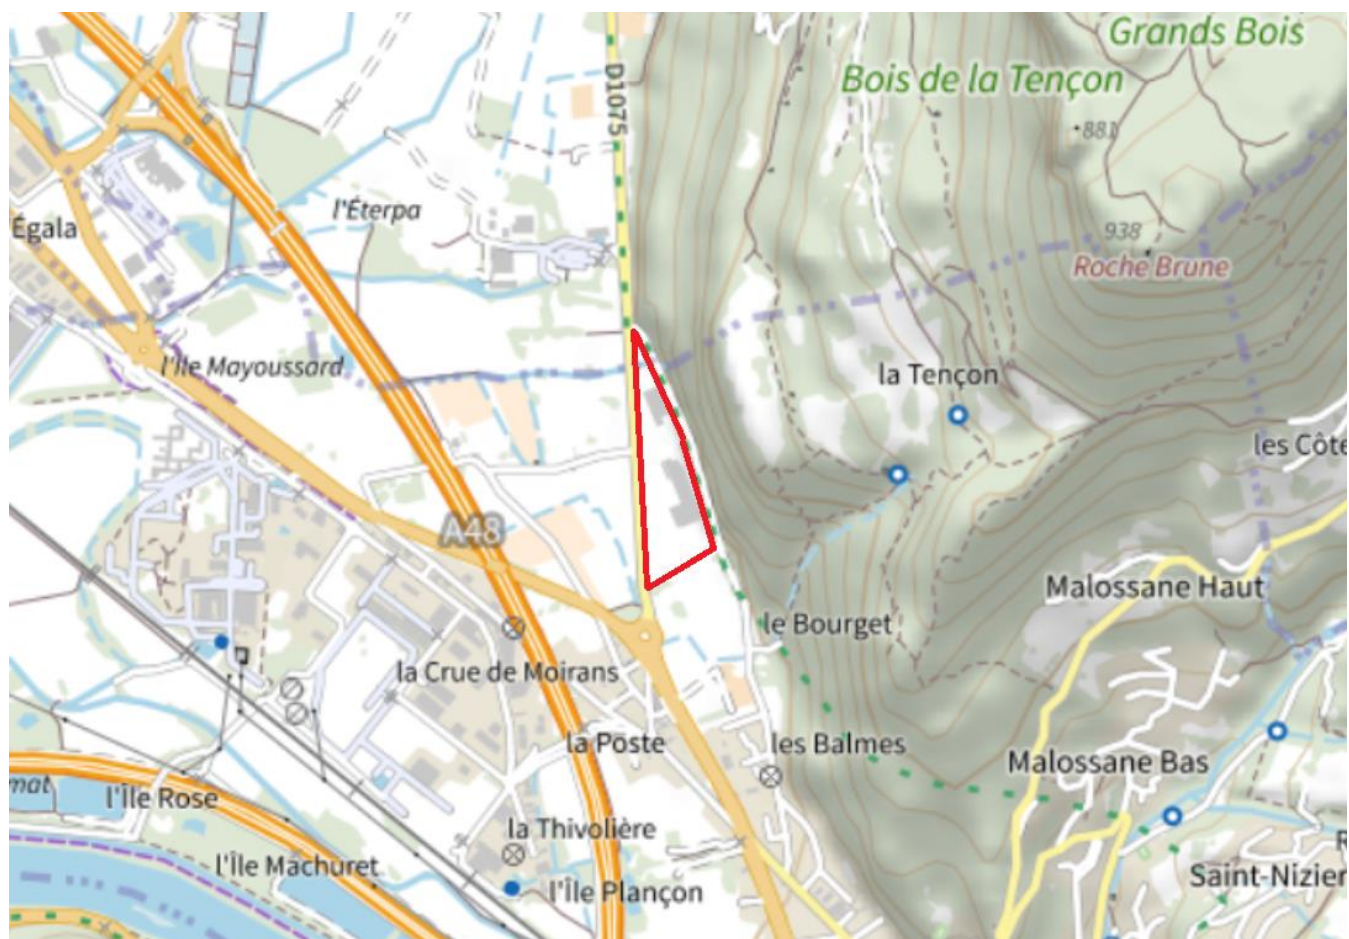 Grands Bois
Bois de la Tençon
D1075
881
l'Éterpa
Égala
938
Roche Brune
l'Île Mayoussard
la Tençon
les Côte
A48
Malossane Haut
le Bourget
la Crue de Moirans
la Poste
les Balmes
Malossane Bas
mat
l'Île Rose
la Thivolière
l'Île Machuret
R
Saint-Nizier
l'Île Plançon